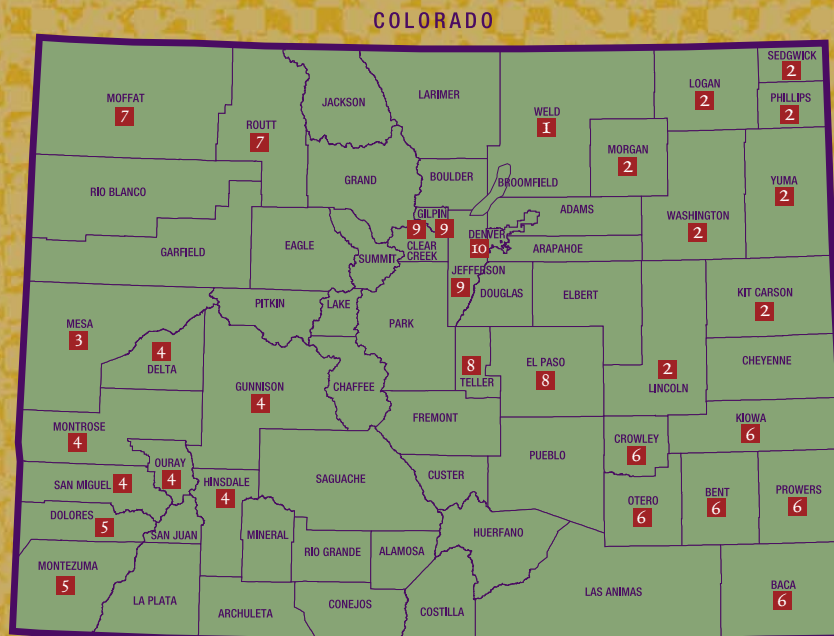 COLORADO
SEDGWICK
2
MOFFAT
7
ROUTT
7
JACKSON
LARIMER
WELD
1
LOGAN
2
PHILLIPS
2
MORGAN
2
RIO BLANCO
GRAND
BOULDER
BROOMFIELD
YUMA
2
WASHINGTON
2
ADAMS
GILPIN
9 9
CLEAR
CREEK
DENVER
10
ARAPAHOE
GARFIELD
EAGLE
SUMMIT
JEFFERSON
9
DOUGLAS
ELBERT
KIT CARSON
2
PITKIN
LAKE
PARK
MESA
3
4
DELTA
GUNNISON
4
CHAFFEE
8
TELLER
EL PASO
8
2
LINCOLN
CHEYENNE
MONTROSE
4
FREMONT
KIOWA
6
CROWLEY
6
PUEBLO
OURAY
4
SAN MIGUEL 4
HINSDALE
4
SAGUACHE
CUSTER
OTERO
6
BENT
6
PROWERS
6
DOLORES
5
SAN JUAN
MINERAL
RIO GRANDE
ALAMOSA
HUERFANO
MONTEZUMA
5
LA PLATA
ARCHULETA
CONEJOS
COSTILLA
LAS ANIMAS
BACA
6